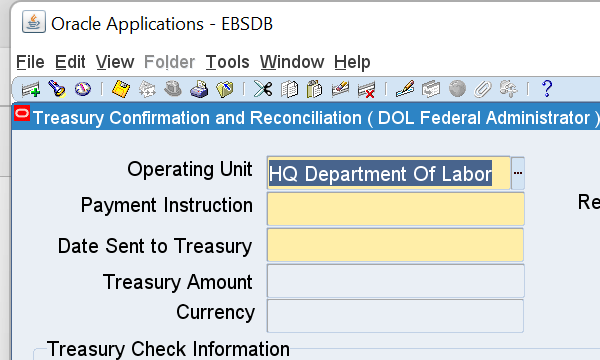 Oracle Applications - EBSDB
File Edit View Folder Tools Window Help
Treasury Confirmation and Reconciliation ( DOL Federal Administrator )
Operating Unit HQ Department Of Labor ...
Payment Instruction Re
Date Sent to Treasury
Treasury Amount
Currency
Treasury Check Information